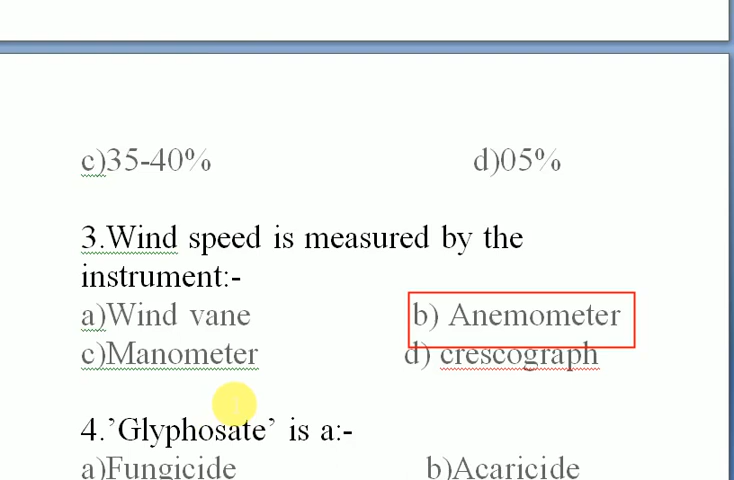 c)35-40% d)05%
3.Wind speed is measured by the
instrument:-
a)Wind vane b) Anemometer
c)Manometer d) crescograph
4.’Glyphosate’ is a:-
a)Fungicide b)Acaricide